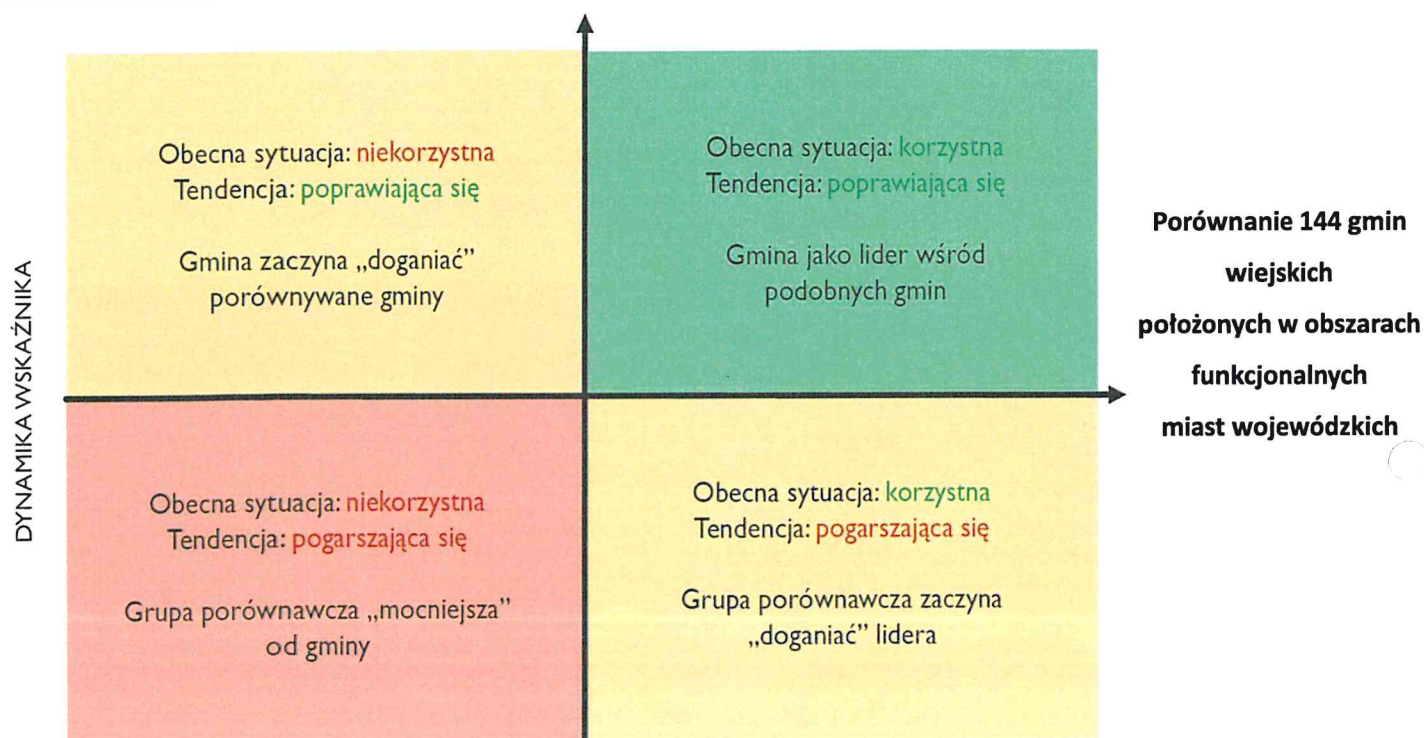 Obecna sytuacja: niekorzystna
Tendencja: poprawiająca się
Gmina zaczyna „doganiać”
porównywane gminy
Obecna sytuacja: korzystna
Tendencja: poprawiająca się
Gmina jako lider wśród
podobnych gmin
DYNAMIKA WSKAŹNIKA
Obecna sytuacja: niekorzystna
Tendencja: pogarszająca się
Grupa porównawcza „mocniejsza”
od gminy
Obecna sytuacja: korzystna
Tendencja: pogarszająca się
Grupa porównawcza zaczyna
„doganiać” lidera
Porównanie 144 gmin
wiejskich
położonych w obszarach
funkcjonalnych
miast wojewódzkich